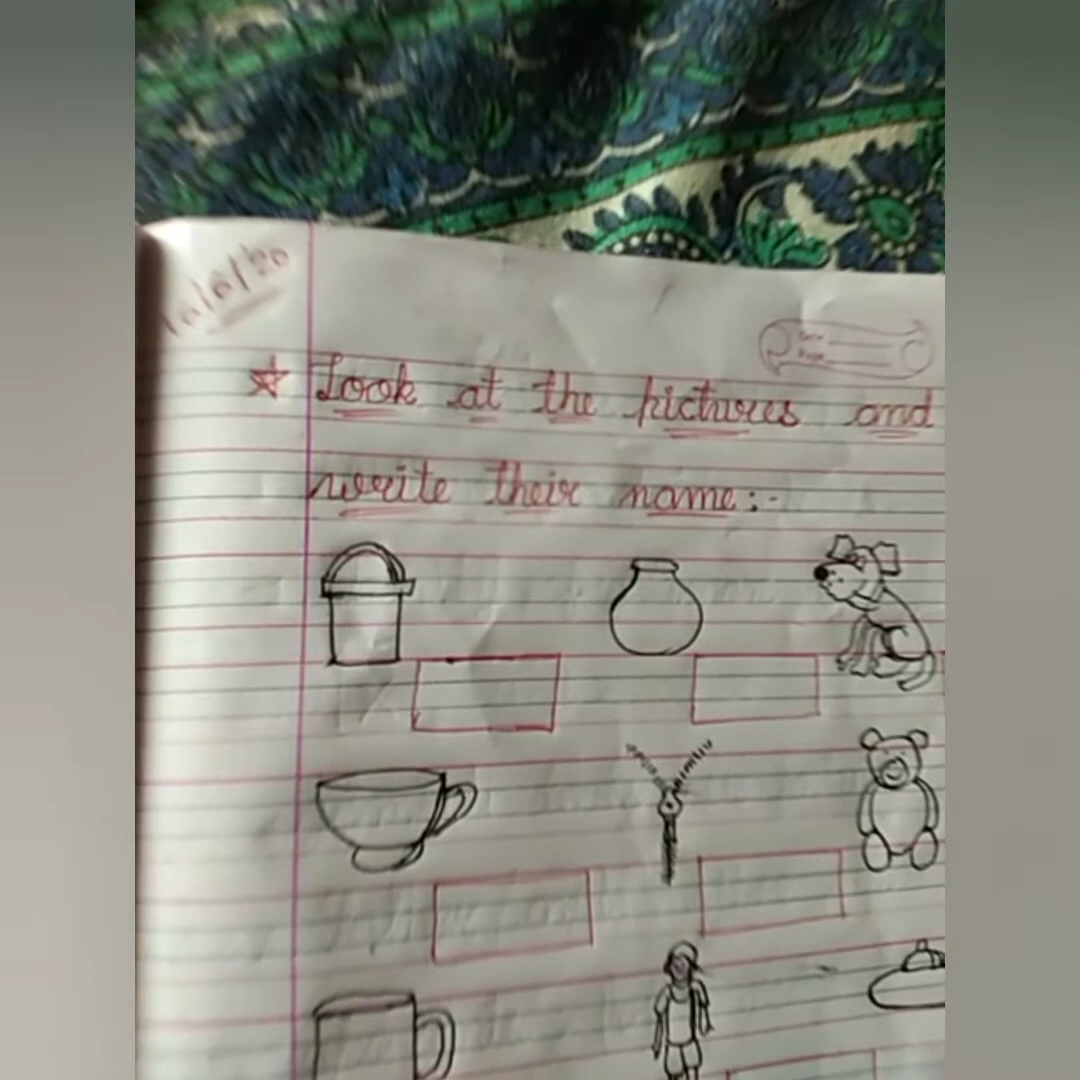 Look at the pictures and
write their name:-